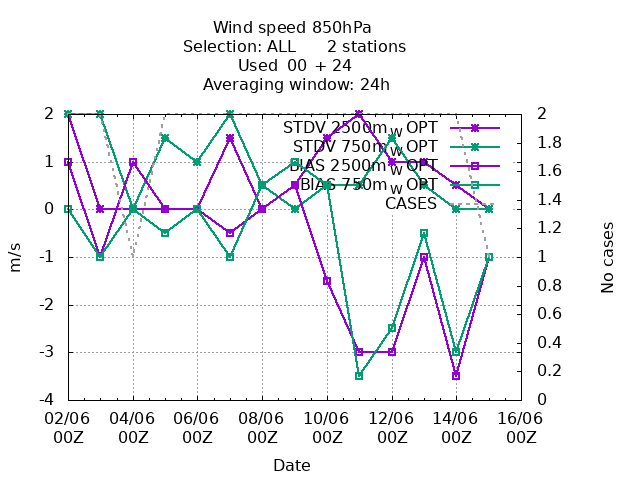 Wind speed 850hPa
Selection: ALL 2 stations
Used 00 + 24
Averaging window: 24h
STDV 2500m_W OPT
STDV 750m_W OPT
BIAS 2500m_W OPT
BIAS 750m_W OPT
CASES
2
1
0
-1
-2
-3
-4
m/s
2
1.8
1.6
1.4
1.2
1
0.8
0.6
0.4
0.2
0
No cases
02/06 04/06 06/06 08/06 10/06 12/06 14/06 16/06
00Z 00Z 00Z 00Z 00Z 00Z 00Z 00Z
Date